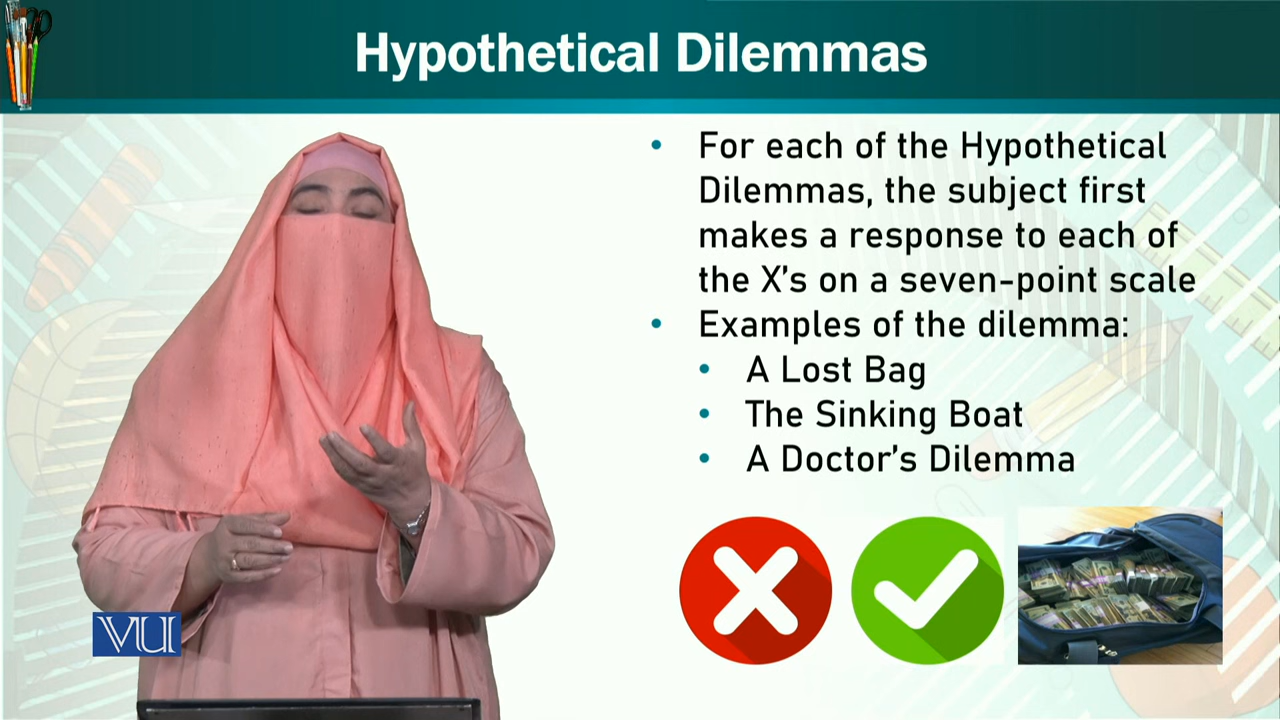 Hypothetical Dilemmas
• For each of the Hypothetical
Dilemmas, the subject first
makes a response to each of
the X's on a seven-point scale
• Examples of the dilemma:
• A Lost Bag
• The Sinking Boat
• A Doctor's Dilemma
VU